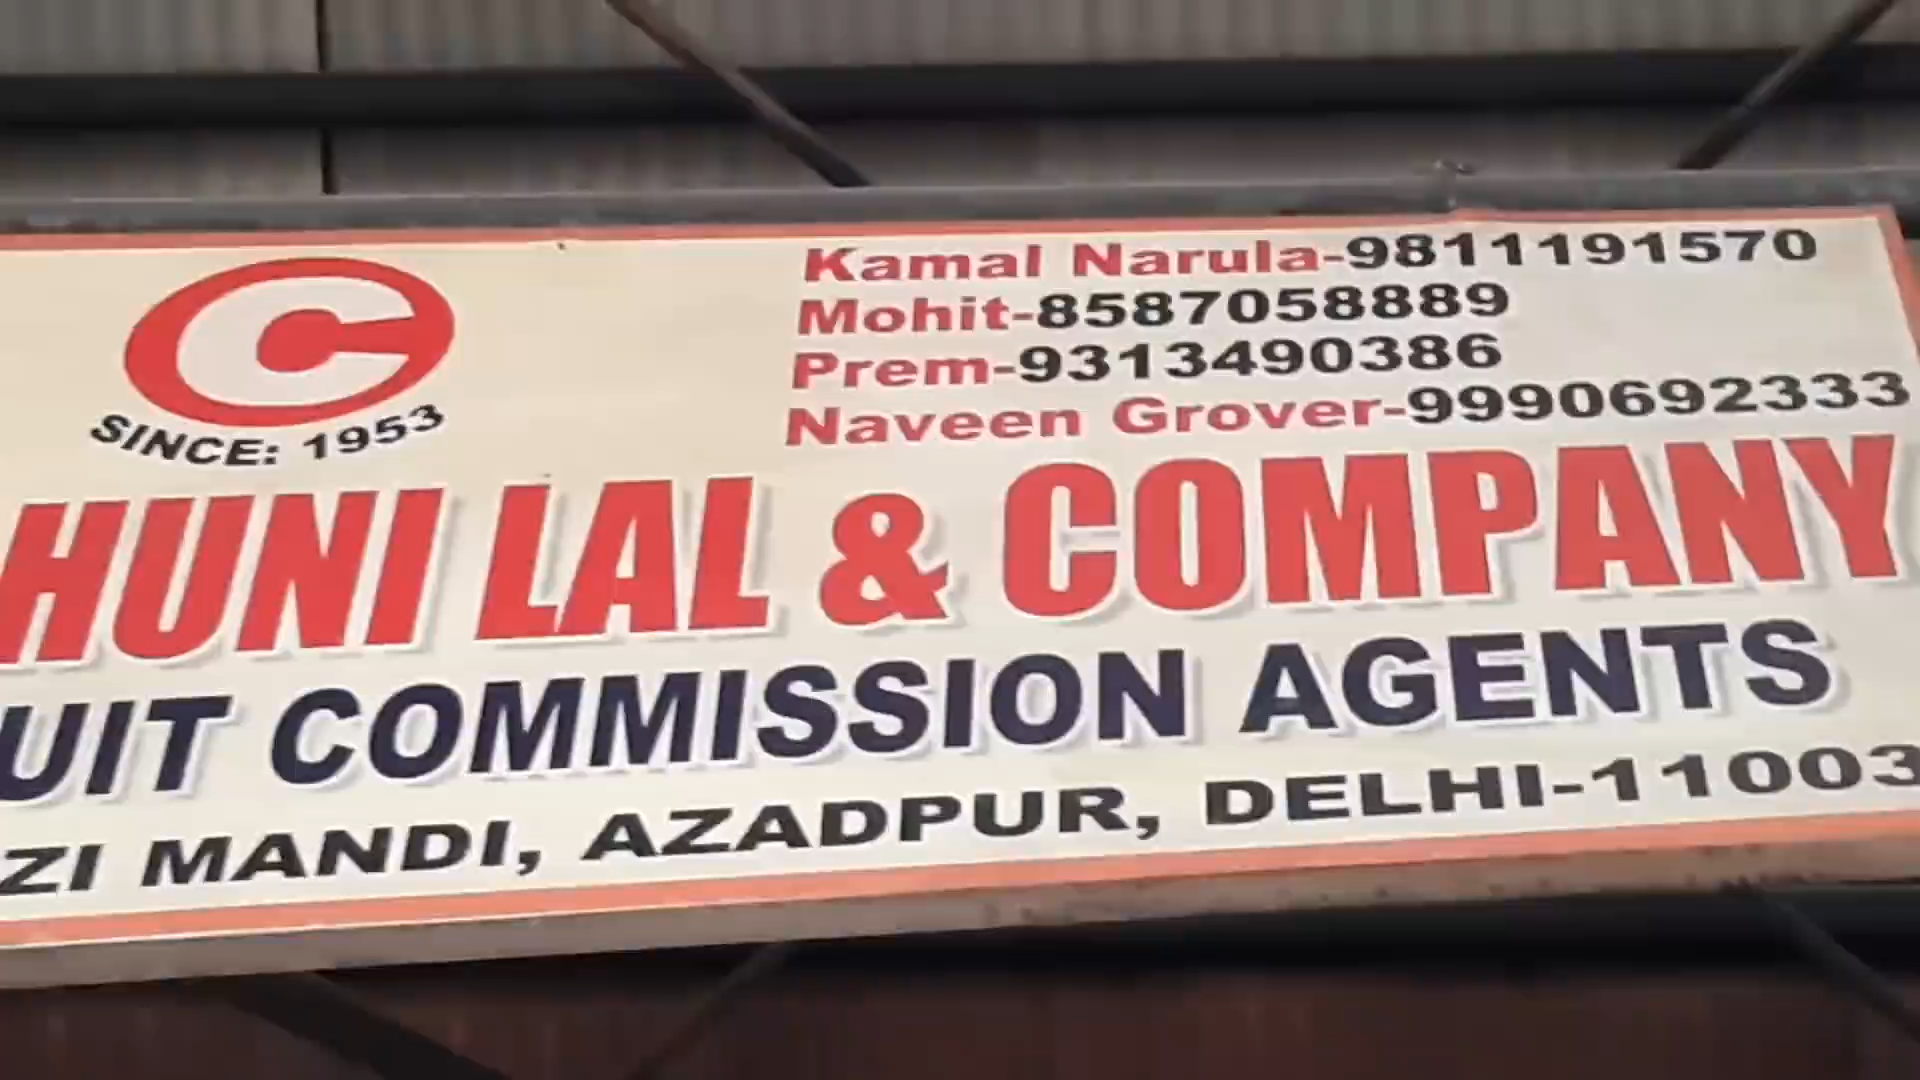 C
SINCE: 1953
Kamal Narula-9811191570
Mohit-8587058889
Prem-9313490386
Naveen Grover-9990692333
HUNI LAL & COMPANY
UIT COMMISSION AGENTS
ZI MANDI, AZADPUR, DELHI-11003